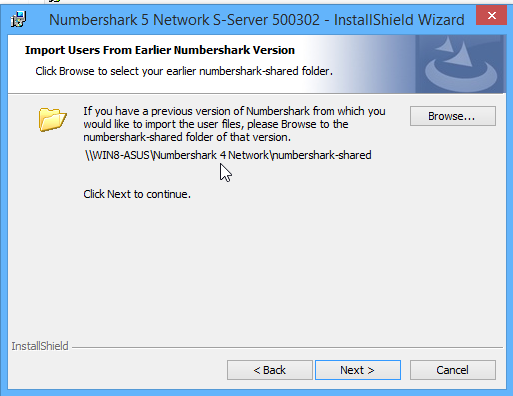 Numbershark 5 Network S-Server 500302 - InstallShield Wizard
Import Users From Earlier Numbershark Version
Click Browse to select your earlier numbershark-shared folder.
If you have a previous version of Numbershark from which you
would like to import the user files, please Browse to the
numbershark-shared folder of that version.
Browse...
\\WIN8-ASUS\Numbershark 4 Network\numbershark-shared
Click Next to continue.
InstallShield
< Back
Next >
Cancel